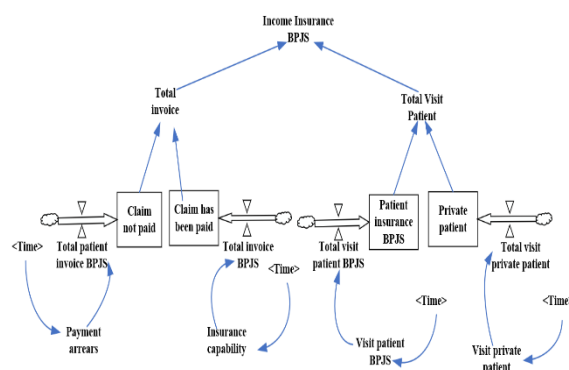 Income Insurance
BPJS
Total
invoice
Total Visit
Patient
Claim
not paid
Claim has
been paid
Patient
insurance
BPJS
Private
patient
<Time>
Total patient
invoice BPJS
Total invoice
BPJS
<Time>
Total visit
patient BPJS
Total visit
private patient
<Time>
<Time>
Payment
arrears
Insurance
capability
Visit patient
BPJS
Visit private
patient